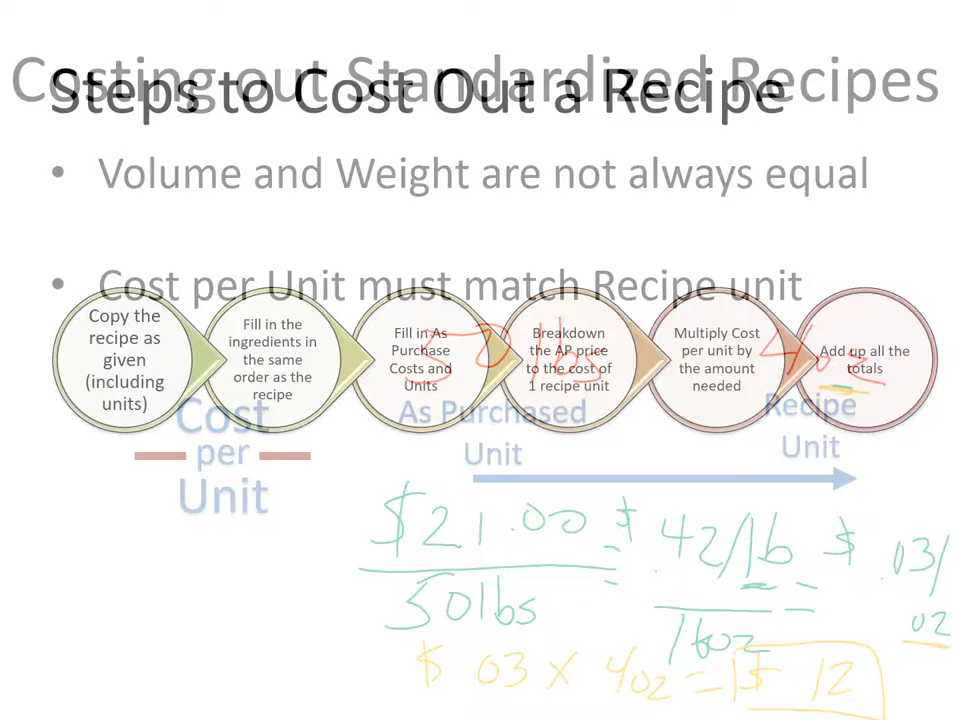 Costing out Standardized Recipes
Steps to Cost Out a Recipe
• Volume and Weight are not always equal
• Cost per Unit must match Recipe unit
Copy the
recipe as
given
(including
units)
Fill in the
ingredients in
the same
order as the
recipe
Fill in As
Purchase
Costs and
Units
Breakdown
the AP price
to the cost of
1 recipe unit
Multiply Cost
per unit by
the amount
needed
Add up all the
totals
50 lbs
4 oz
Cost
per
Unit
As Purchased
Unit
Recipe
Unit
$21.00 = $.42/lb = $.03/
50lbs
16oz
oz
$ 03 x 4oz = $ 12